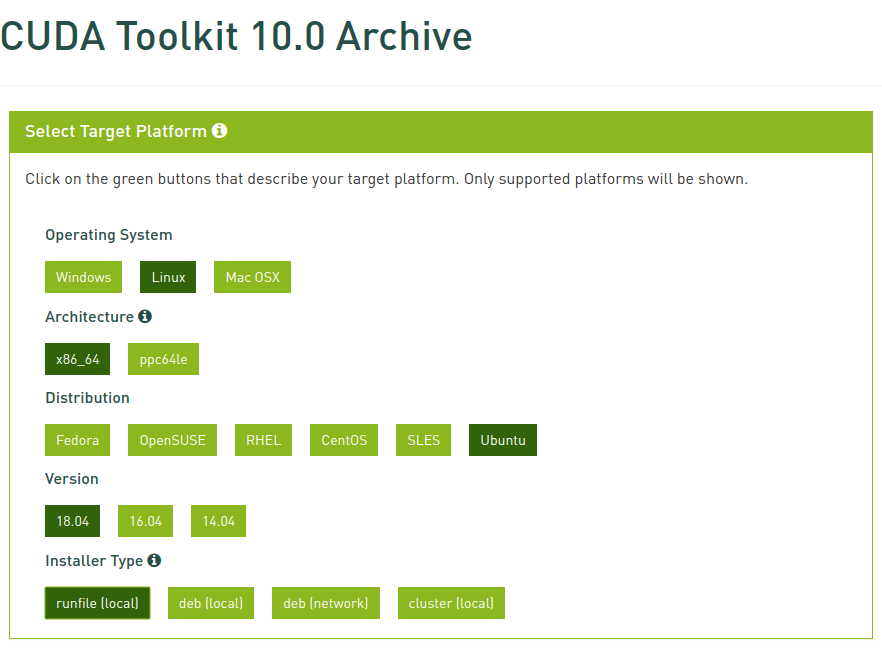 CUDA Toolkit 10.0 Archive
Select Target Platform
Click on the green buttons that describe your target platform. Only supported platforms will be shown.
Operating System
Windows Linux Mac OSX
Architecture
x86_64 ppc64le
Distribution
Fedora OpenSUSE RHEL CentOS SLES Ubuntu
Version
18.04 16.04 14.04
Installer Type
runfile (local) deb (local) deb (network) cluster (local)